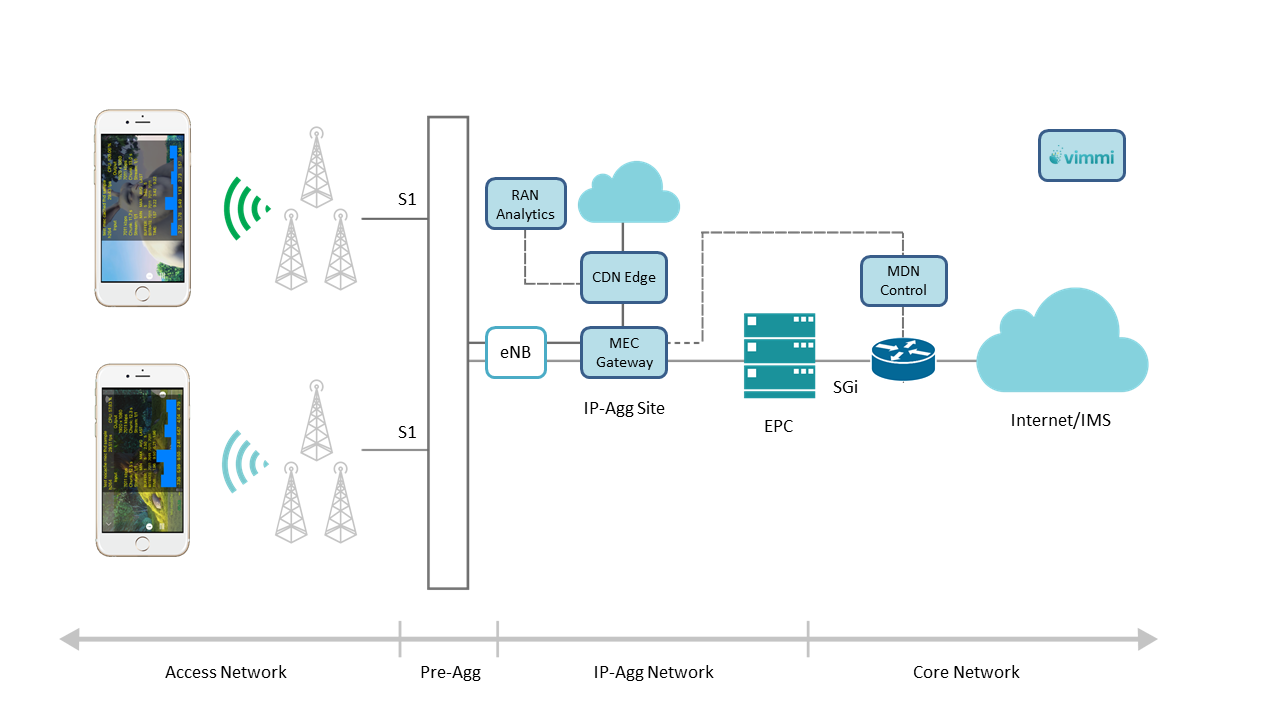 vimmi
RAN
Analytics
S1
CDN Edge
MDN
Control
eNB
MEC
Gateway
SGi
IP-Agg Site
EPC
Internet/IMS
S1
Access Network
Pre-Agg
IP-Agg Network
Core Network